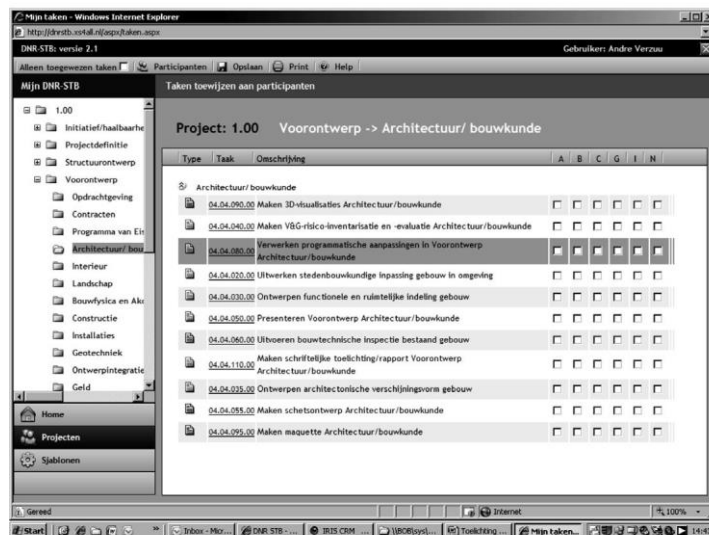 Mijn taken - Windows Internet Explorer
http://dnrstb.xs4all.nl/aspx/taken.aspx
DNR-STB: versie 2.1 Gebruiker: Andre Verzuu
Alleen toegewezen taken Participanten Opslaan Print Help
Mijn DNR-STB
Taken toewijzen aan participanten
1.00
Initiatief/haalbaarhe
Projectdefinitie
Structuurontwerp
Voorontwerp
Opdrachtgeving
Contracten
Programma van Eis
Architectuur/ bou
Interieur
Landschap
Bouwfysica en Ako
Constructie
Installaties
Geotechniek
Ontwerpintegratie
Geld
Home
Projecten
Sjablonen
Project: 1.00 Voorontwerp -> Architectuur/ bouwkunde
Type Taak Omschrijving A B C G I N
Architectuur/bouwkunde
04.04.090.00 Maken 3D-visualisaties Architectuur/bouwkunde
04.04.040.00 Maken V&G-risico-inventarisatie en -evaluatie Architectuur/bouwkunde
04.04.080.00 Verwerken programmatische aanpassingen in Voorontwerp
Architectuur/bouwkunde
04.04.020.00 Uitwerken stedenbouwkundige inpassing gebouw in omgeving
04.04.030.00 Ontwerpen functionele en ruimtelijke indeling gebouw
04.04.050.00 Presenteren Voorontwerp Architectuur/bouwkunde
04.04.060.00 Uitvoeren bouwtechnische inspectie bestaand gebouw
04.04.110.00 Maken schriftelijke toelichting/rapport Voorontwerp
Architectuur/bouwkunde
04.04.035.00 Ontwerpen architectonische verschijningsvorm gebouw
04.04.055.00 Maken schetsontwerp Architectuur/bouwkunde
04.04.095.00 Maken maquette Architectuur/bouwkunde
Gereed Internet 100%
Start Inbox - Mic... DNR STB - ... IRIS CRM ... \\BOB\sys\... Toelichting ... Mijn taken...